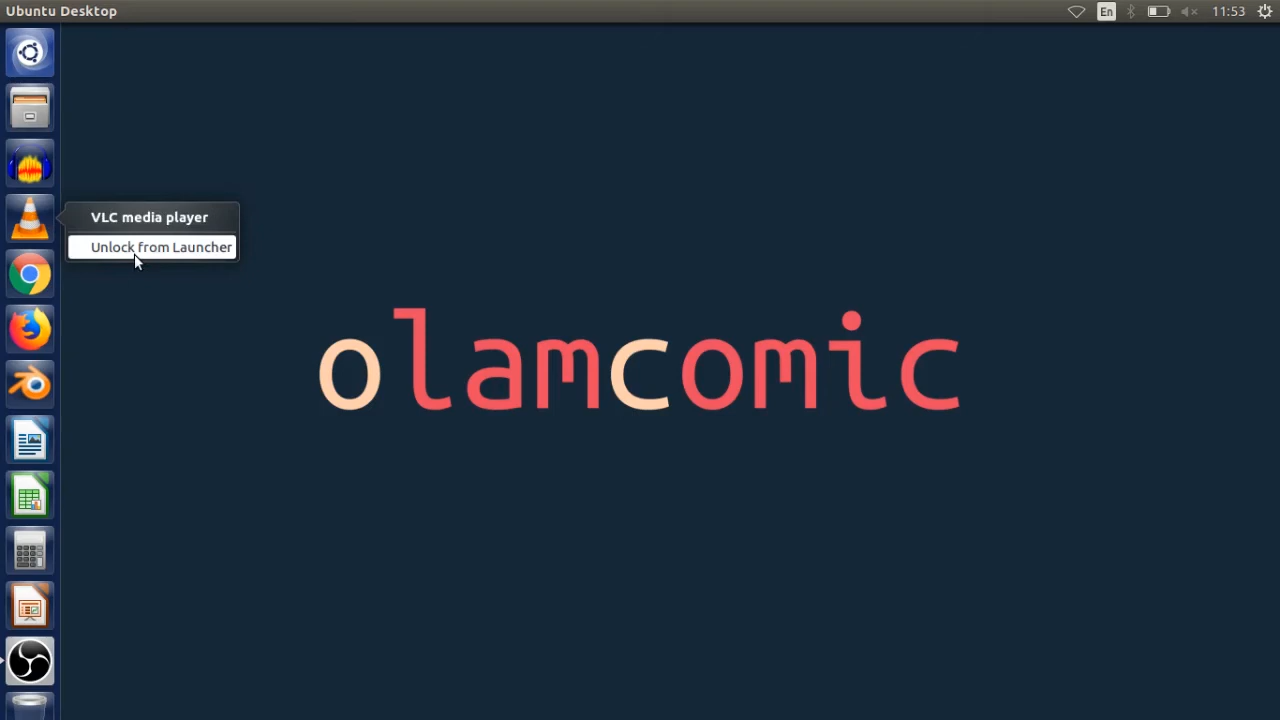 Ubuntu Desktop
En
11:53
VLC media player
Unlock from Launcher
olamcomic